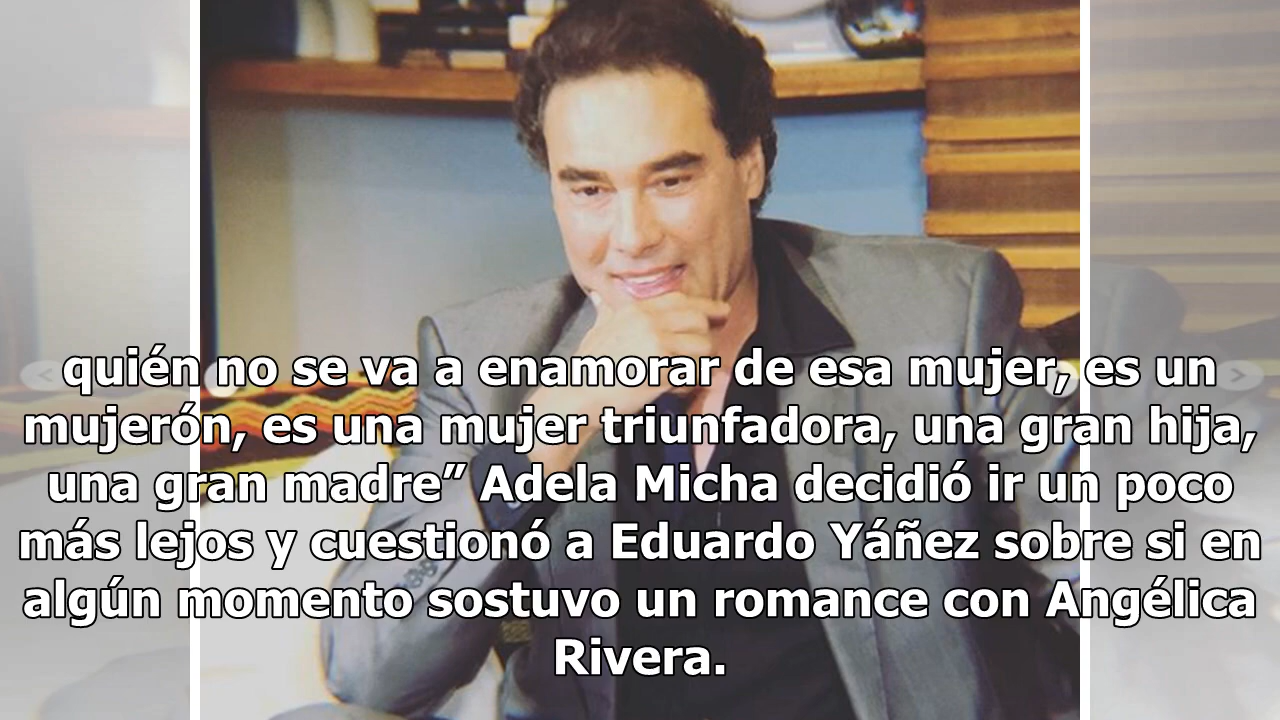 quién no se va a enamorar de esa mujer, es un
mujerón, es una mujer triunfadora, una gran hija,
una gran madre” Adela Micha decidió ir un poco
más lejos y cuestionó a Eduardo Yáñez sobre si en
algún momento sostuvo un romance con Angélica
Rivera.